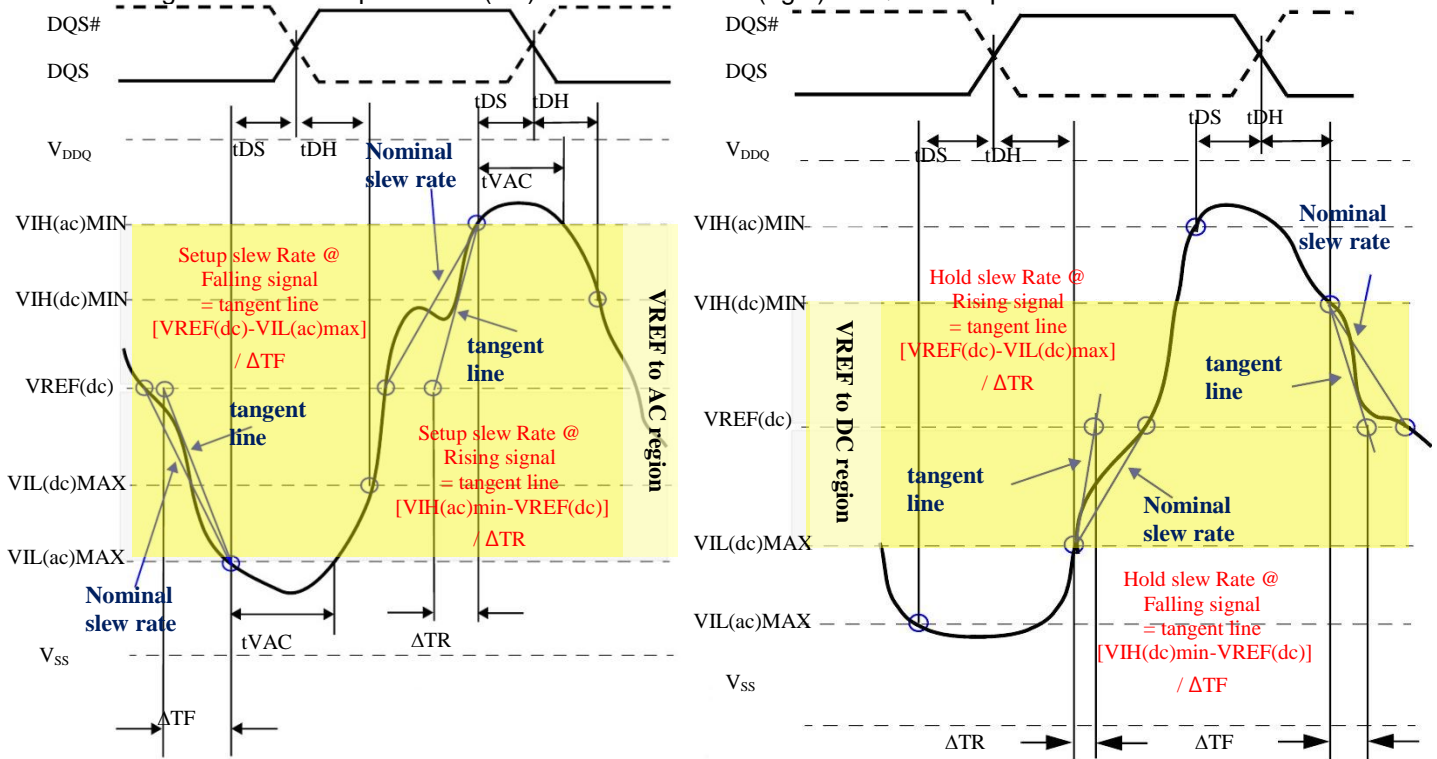 DQS#
DQS
tDS
tDH
tDS
tDH
VDDQ
Nominal
slew rate
tVAC
VIH(ac)MIN
Setup slew Rate @
Falling signal
= tangent line
[VREF(dc)-VIL(ac)max]
/ ΔTF
VIH(dc)MIN
tangent
line
VREF(dc)
tangent
line
Setup slew Rate @
Rising signal
= tangent line
[VIH(ac)min-VREF(dc)]
/ ΔTR
VREF to AC region
VIL(dc)MAX
VIL(ac)MAX
Nominal
slew rate
tVAC
ΔTR
VSS
ΔTF
DQS#
DQS
tDS
tDH
tDS
tDH
VDDQ
VIH(ac)MIN
Nominal
slew rate
Hold slew Rate @
Rising signal
= tangent line
[VREF(dc)-VIL(dc)max]
/ ΔTR
VIH(dc)MIN
tangent
line
VREF to DC region
VREF(dc)
tangent
line
Nominal
slew rate
VIL(dc)MAX
Hold slew Rate @
Falling signal
= tangent line
[VIH(dc)min-VREF(dc)]
/ ΔTF
VIL(ac)MAX
VSS
ΔTR
ΔTF